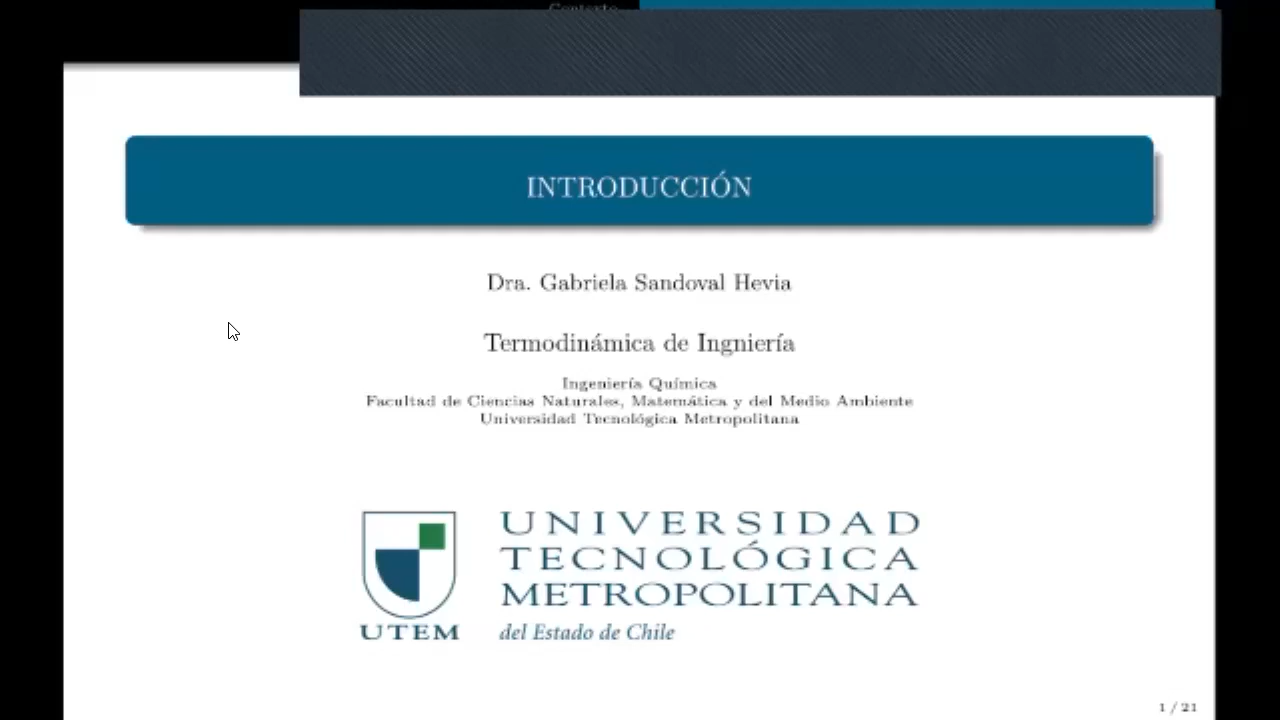 Contexto
INTRODUCCIÓN
Dra. Gabriela Sandoval Hevia
Termodinámica de Ingniería
Ingeniería Química
Facultad de Ciencias Naturales, Matemática y del Medio Ambiente
Universidad Tecnológica Metropolitana
UNIVERSIDAD
TECNOLÓGICA
METROPOLITANA
UTEM
del Estado de Chile
1 / 21